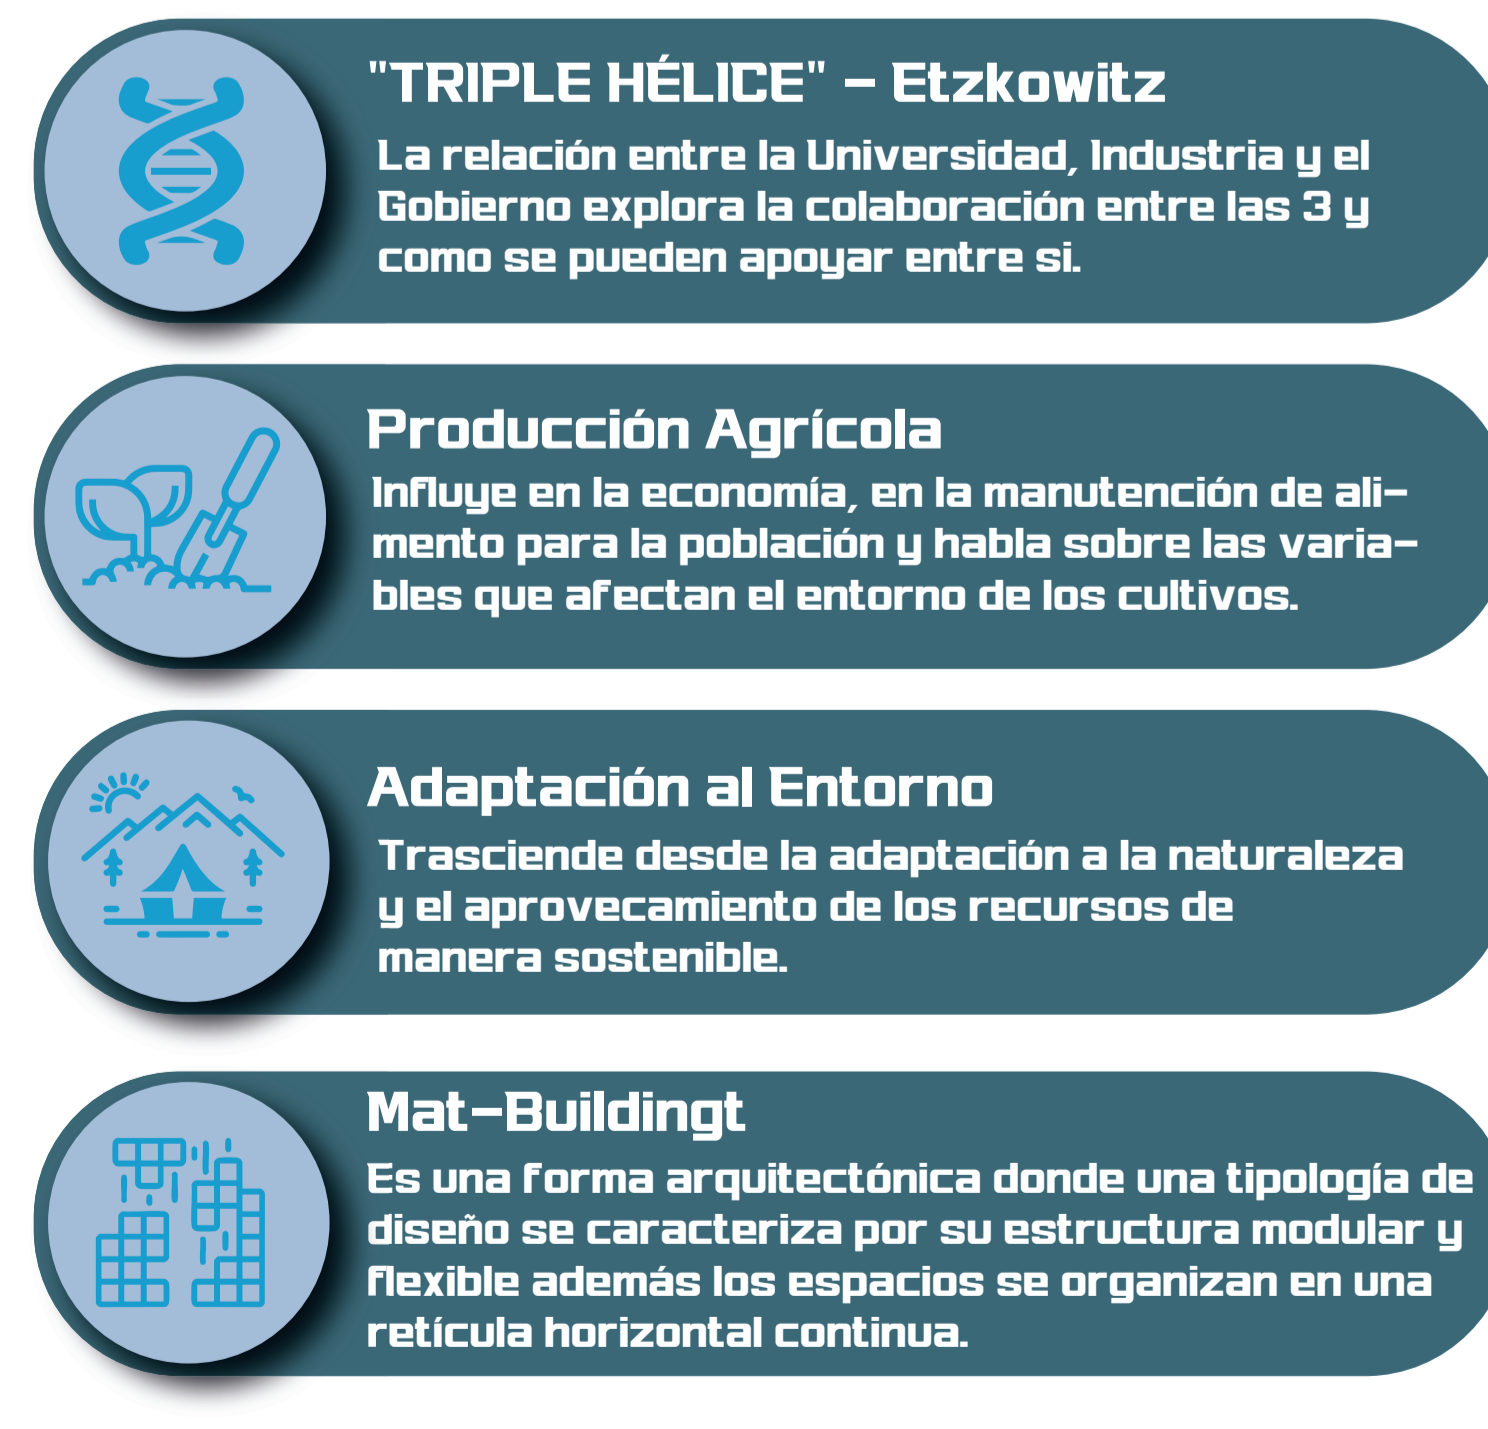 "TRIPLE HÉLICE" – Etzkowitz
La relación entre la Universidad, Industria y el
Gobierno explora la colaboración entre las 3 y
como se pueden apoyar entre si.
Producción Agrícola
Influye en la economía, en la manutención de ali-
mento para la población y habla sobre las varia-
bles que afectan el entorno de los cultivos.
Adaptación al Entorno
Trasciende desde la adaptación a la naturaleza
y el aprovecamiento de los recursos de
manera sostenible.
Mat-Buildingt
Es una forma arquitectónica donde una tipología de
diseño se caracteriza por su estructura modular y
flexible además los espacios se organizan en una
retícula horizontal continua.